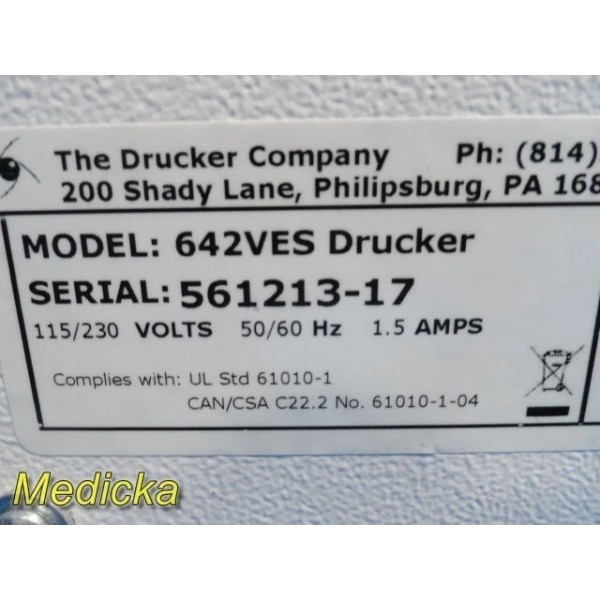 The Drucker Company Ph: (814)
200 Shady Lane, Philipsburg, PA 168
MODEL: 642VES Drucker
SERIAL: 561213-17
115/230 VOLTS 50/60 Hz 1.5 AMPS
Complies with: UL Std 61010-1
CAN/CSA C22.2 No. 61010-1-04
Medicka